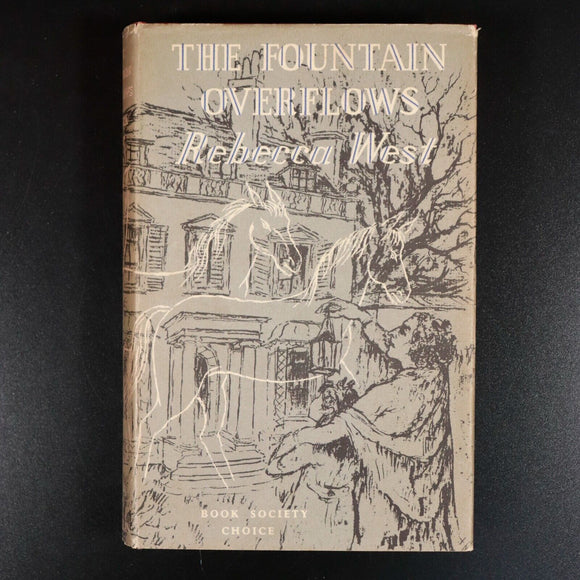 THE FOUNTAIN
OVERFLOWS
Rebecca West
BOOK SOCIETY
CHOICE